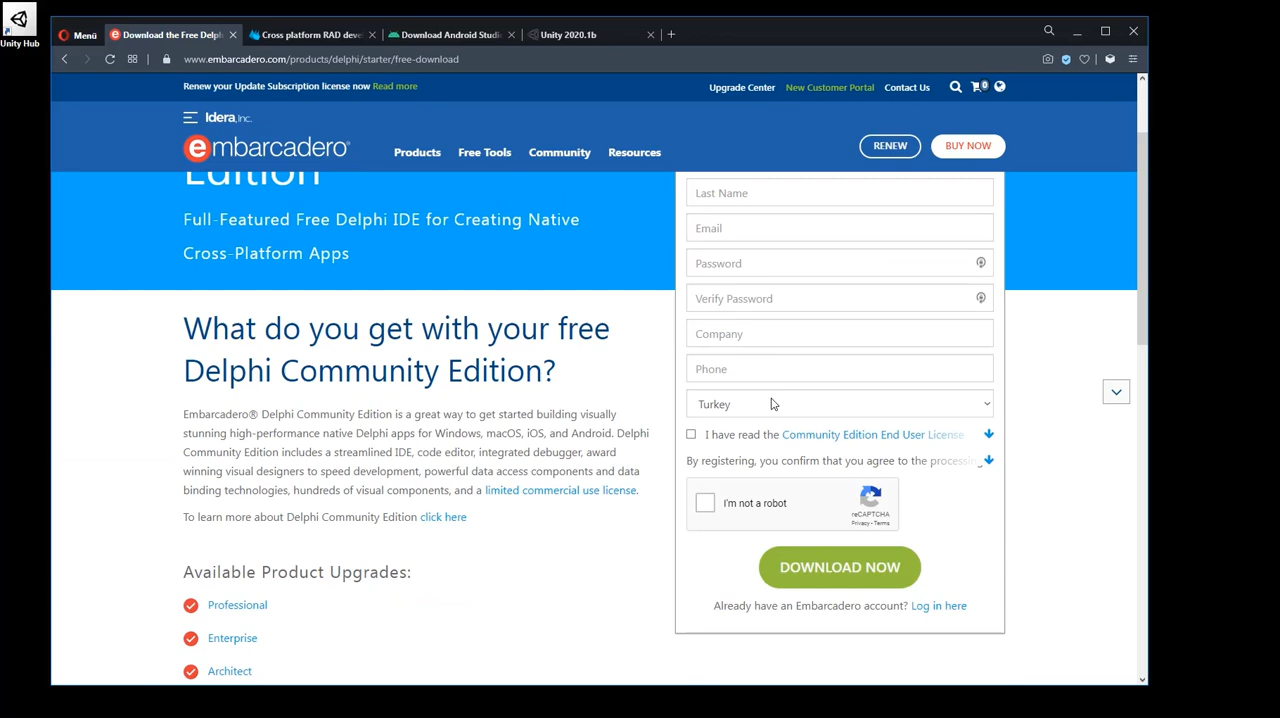 Unity Hub
Menü
Download the Free Delph
Cross platform RAD deve
Download Android Studi
Unity 2020.1b
www.embarcadero.com/products/delphi/starter/free-download
Renew your Update Subscription license now Read more
Upgrade Center
New Customer Portal
Contact Us
0
Idera, Inc.
embarcadero®
Products
Free Tools
Community
Resources
RENEW
BUY NOW
Edition
Full-Featured Free Delphi IDE for Creating Native
Cross-Platform Apps
Last Name
Email
Password
Verify Password
Company
Phone
Turkey
I have read the Community Edition End User License
By registering, you confirm that you agree to the processing
I'm not a robot
reCAPTCHA
Privacy - Terms
DOWNLOAD NOW
Already have an Embarcadero account? Log in here
What do you get with your free
Delphi Community Edition?
Embarcadero® Delphi Community Edition is a great way to get started building visually
stunning high-performance native Delphi apps for Windows, macOS, iOS, and Android. Delphi
Community Edition includes a streamlined IDE, code editor, integrated debugger, award
winning visual designers to speed development, powerful data access components and data
binding technologies, hundreds of visual components, and a limited commercial use license.
To learn more about Delphi Community Edition click here
Available Product Upgrades:
Professional
Enterprise
Architect